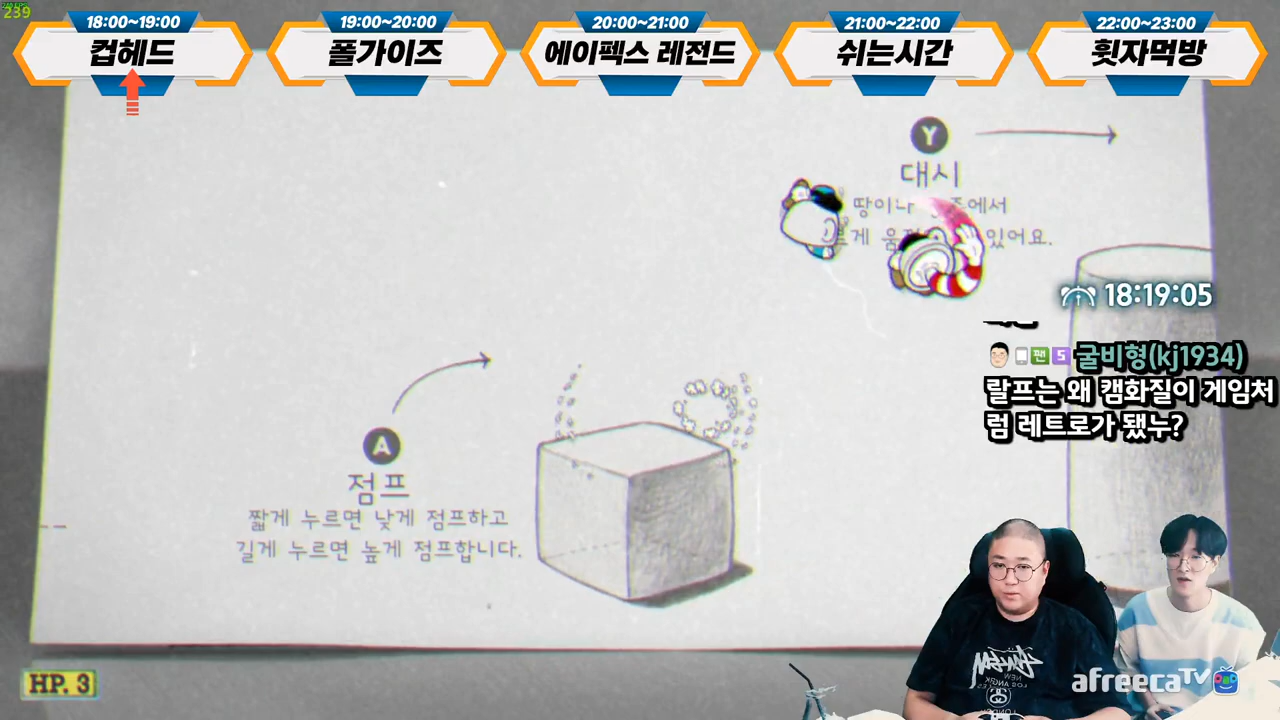 239
18:00~19:00
컵헤드
19:00~20:00
폴가이즈
20:00~21:00
에이펙스 레전드
21:00~22:00
쉬는시간
22:00~23:00
휫자먹방
Y
대시
땅이나
에서
있어요.
18:19:05
팬 5 굴비형(kj1934)
랄프는 왜 캠화질이 게임처
럼 레트로가 됐누?
A
점프
짧게 누르면 낮게 점프하고
길게 누르면 높게 점프합니다.
HP. 3
afreecaTV